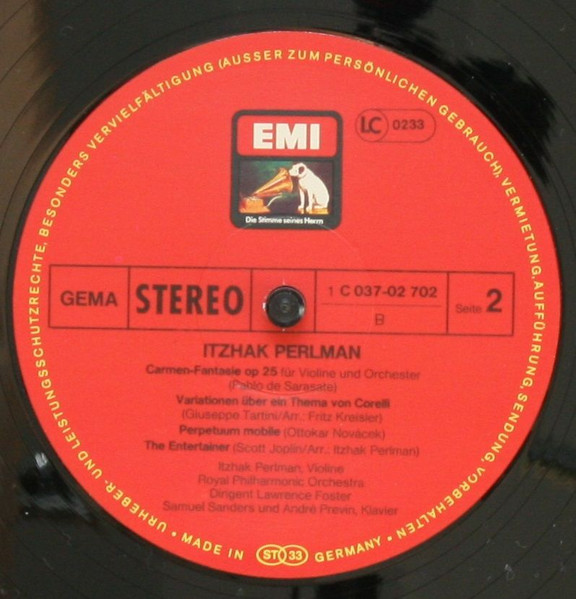 URHEBER- UND LEISTUNGSSCHUTZRECHTE, BESONDERS VERVIELFÄLTIGUNG (AUSSER ZUM PERSÖNLICHEN GEBRAUCH), VERMIETUNG, AUFFÜHRUNG, SENDUNG VORBEHALTEN •
EMI
LC 0233
Die Stimme seines Herrn
GEMA
STEREO
1 C 037-02 702
B
Seite 2
ITZHAK PERLMAN
Carmen-Fantasie op 25 für Violine und Orchester
(Pablo de Sarasate)
Variationen über ein Thema von Corelli
(Giuseppe Tartini/Arr.: Fritz Kreisler)
Perpetuum mobile (Ottokar Novácek)
The Entertainer (Scott Joplin/Arr.: Itzhak Perlman)
Itzhak Perlman, Violine
Royal Philharmonic Orchestra
Dirigent Lawrence Foster
Samuel Sanders und André Previn, Klavier
• MADE IN ST 33 GERMANY •